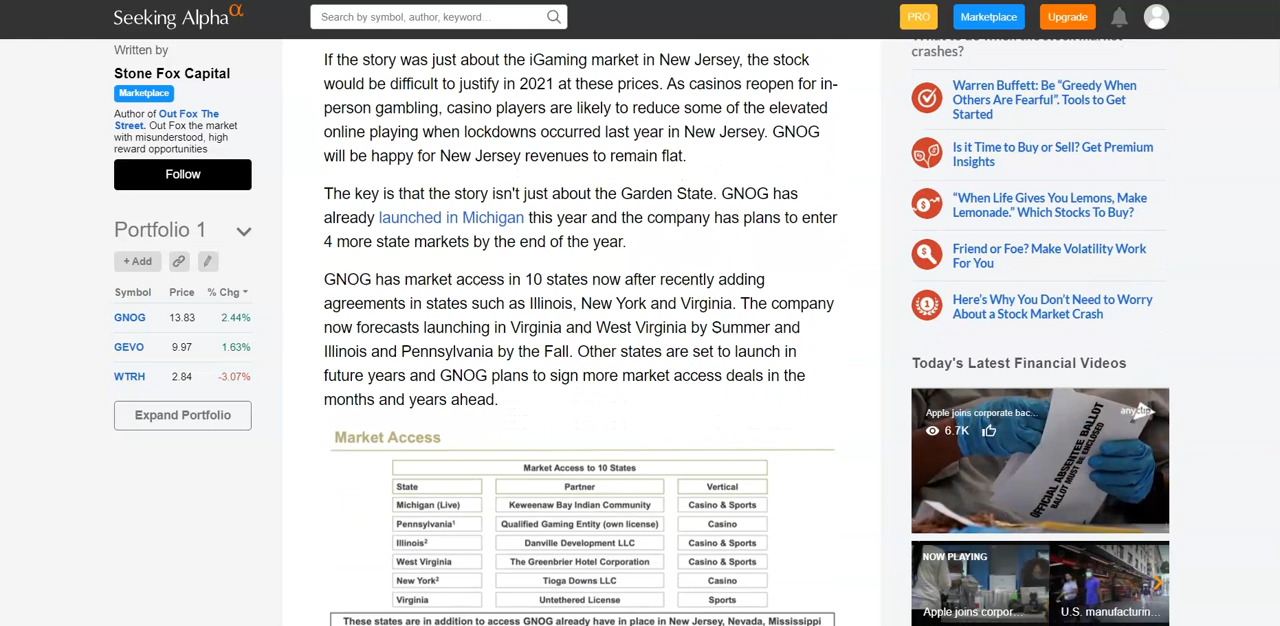 Seeking Alpha α
Search by symbol, author, keyword...
PRO
Marketplace
Upgrade
Written by
Stone Fox Capital
Marketplace
Author of Out Fox The
Street. Out Fox the market
with misunderstood, high
reward opportunities
Follow
Portfolio 1
+ Add
Symbol Price % Chg
GNOG 13.83 2.44%
GEVO 9.97 1.63%
WTRH 2.84 -3.07%
Expand Portfolio
If the story was just about the iGaming market in New Jersey, the stock
would be difficult to justify in 2021 at these prices. As casinos reopen for in-
person gambling, casino players are likely to reduce some of the elevated
online playing when lockdowns occurred last year in New Jersey. GNOG
will be happy for New Jersey revenues to remain flat.
The key is that the story isn't just about the Garden State. GNOG has
already launched in Michigan this year and the company has plans to enter
4 more state markets by the end of the year.
GNOG has market access in 10 states now after recently adding
agreements in states such as Illinois, New York and Virginia. The company
now forecasts launching in Virginia and West Virginia by Summer and
Illinois and Pennsylvania by the Fall. Other states are set to launch in
future years and GNOG plans to sign more market access deals in the
months and years ahead.
Market Access
Market Access to 10 States
State Partner Vertical
Michigan (Live) Keweenaw Bay Indian Community Casino & Sports
Pennsylvania¹ Qualified Gaming Entity (own license) Casino
Illinois² Danville Development LLC Casino & Sports
West Virginia The Greenbrier Hotel Corporation Casino & Sports
New York² Tioga Downs LLC Casino
Virginia Untethered License Sports
These states are in addition to access GNOG already have in place in New Jersey, Nevada, Mississippi
crashes?
Warren Buffett: Be “Greedy When
Others Are Fearful”. Tools to Get
Started
Is it Time to Buy or Sell? Get Premium
Insights
“When Life Gives You Lemons, Make
Lemonade.” Which Stocks To Buy?
Friend or Foe? Make Volatility Work
For You
Here’s Why You Don’t Need to Worry
About a Stock Market Crash
Today's Latest Financial Videos
Apple joins corporate bac...
6.7K
OFFICIAL ABSENTEE BALLOT
BALLOT MUST BE ENCLOSED
NOW PLAYING
Apple joins corpor...
U.S. manufacturin...